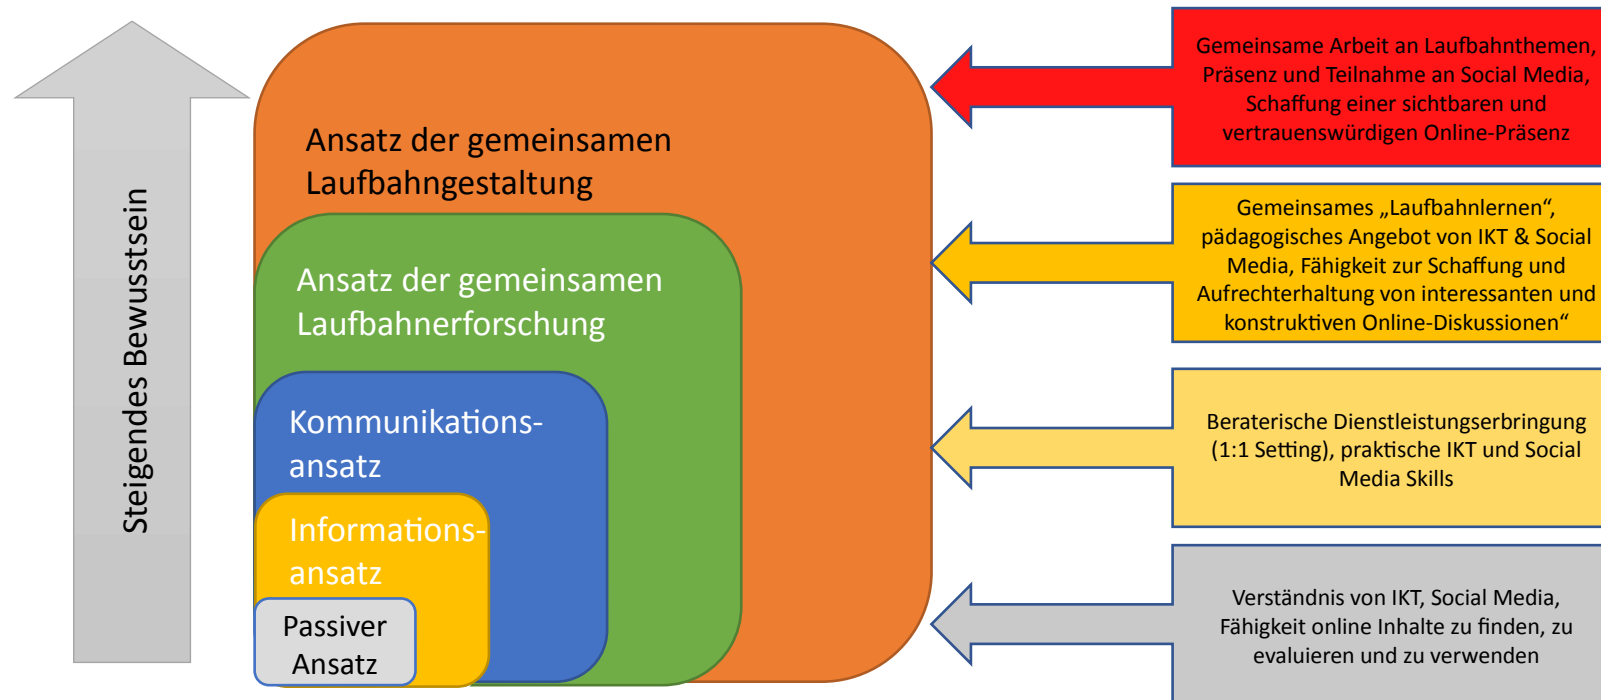 Steigendes Bewusstsein
Ansatz der gemeinsamen
Laufbahngestaltung
Ansatz der gemeinsamen
Laufbahnerforschung
Kommunikations-
ansatz
Informations-
ansatz
Passiver
Ansatz
Gemeinsame Arbeit an Laufbahnthemen,
Präsenz und Teilnahme an Social Media,
Schaffung einer sichtbaren und
vertrauenswürdigen Online-Präsenz
Gemeinsames „Laufbahnlernen“,
pädagogisches Angebot von IKT & Social
Media, Fähigkeit zur Schaffung und
Aufrechterhaltung von interessanten und
konstruktiven Online-Diskussionen“
Beraterische Dienstleistungserbringung
(1:1 Setting), praktische IKT und Social
Media Skills
Verständnis von IKT, Social Media,
Fähigkeit online Inhalte zu finden, zu
evaluieren und zu verwenden